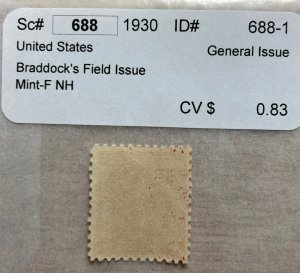 Sc# 688 1930 ID# 688-1
United States General Issue
Braddock's Field Issue
Mint-F NH
CV $ 0.83